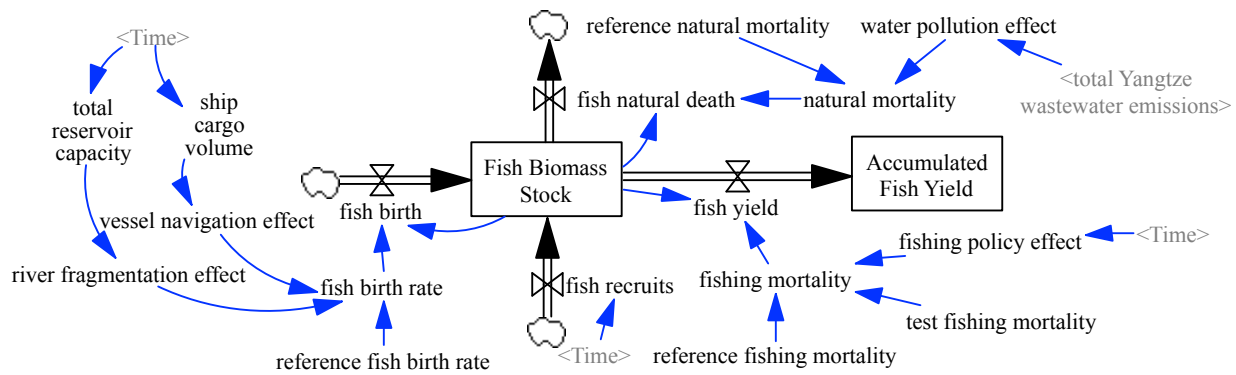 <Time>
reference natural mortality
water pollution effect
total
reservoir
capacity
ship
cargo
volume
fish natural death
natural mortality
<total Yangtze
wastewater emissions>
Fish Biomass
Stock
Accumulated
Fish Yield
vessel navigation effect
fish birth
fish yield
fishing policy effect
<Time>
river fragmentation effect
fish birth rate
fish recruits
fishing mortality
test fishing mortality
reference fish birth rate
<Time>
reference fishing mortality